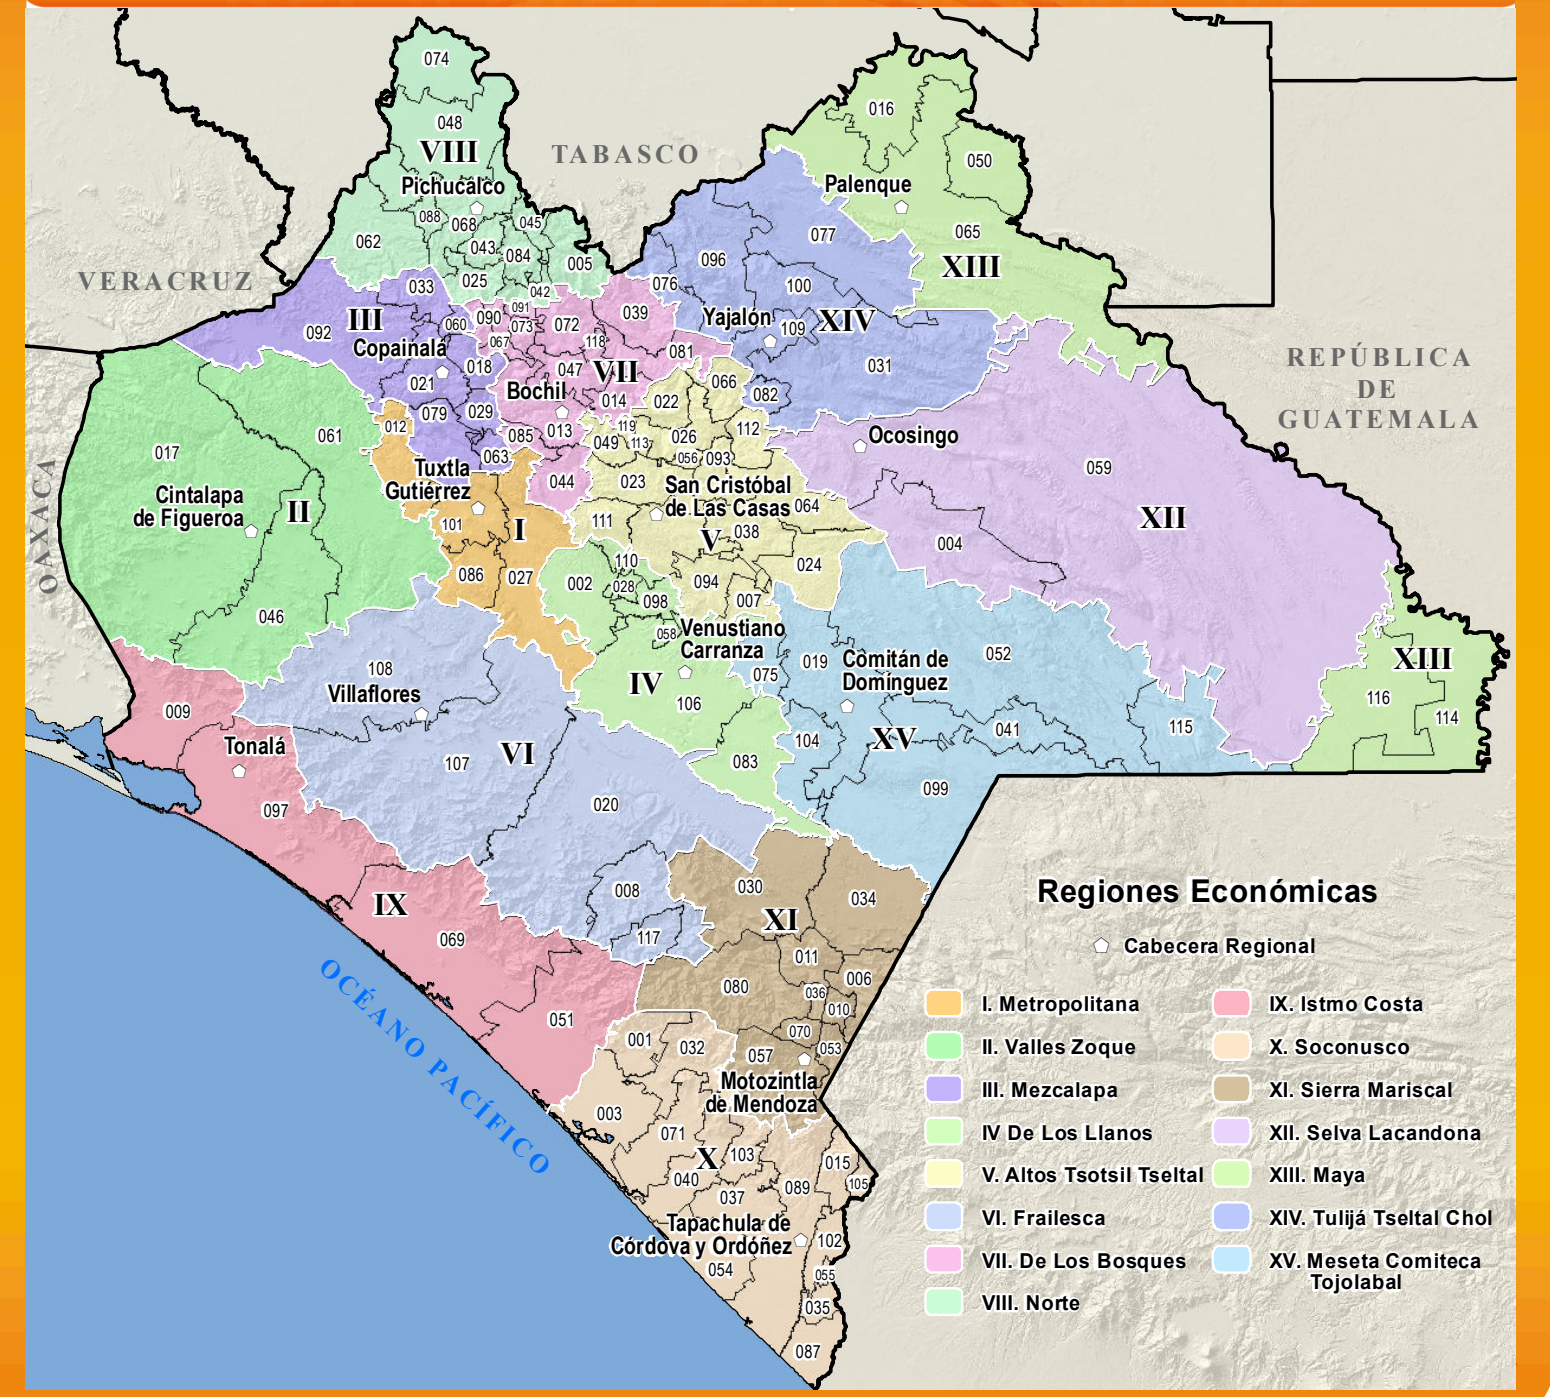 074
048
VIII
Pichucalco
088
068
045
062
043
084
005
025
042
TABASCO
016
050
Palenque
065
XIII
077
096
076
100
Yajalón
109
XIV
031
082
VERACRUZ
033
III
092
060
Copainalá
018
021
079
029
063
090
091
073
067
072
039
118
081
047
VII
Bochil
014
013
085
044
REPÚBLICA
DE
GUATEMALA
OAXACA
017
061
Cintalapa
de Figueroa
II
046
012
Tuxtla
Gutiérrez
101
I
086
027
066
022
119
026
112
049
113
056
093
023
San Cristóbal
de Las Casas
064
111
V
038
024
094
007
Ocosingo
059
XII
004
002
110
028
098
058
Venustiano
Carranza
IV
106
083
075
019
052
Comitán de
Domínguez
104
XV
041
115
099
XIII
116
114
108
Villaflores
107
VI
020
008
117
009
Tonalá
097
IX
069
051
030
034
XI
011
006
080
036
010
070
053
057
Motozintla
de Mendoza
001
032
003
071
X
103
015
105
040
037
089
Tapachula de
Córdova y Ordóñez
102
054
055
035
087
OCÉANO PACÍFICO
Regiones Económicas
Cabecera Regional
I. Metropolitana
II. Valles Zoque
III. Mezcalapa
IV De Los Llanos
V. Altos Tsotsil Tseltal
VI. Frailesca
VII. De Los Bosques
VIII. Norte
IX. Istmo Costa
X. Soconusco
XI. Sierra Mariscal
XII. Selva Lacandona
XIII. Maya
XIV. Tulijá Tseltal Chol
XV. Meseta Comiteca
Tojolabal